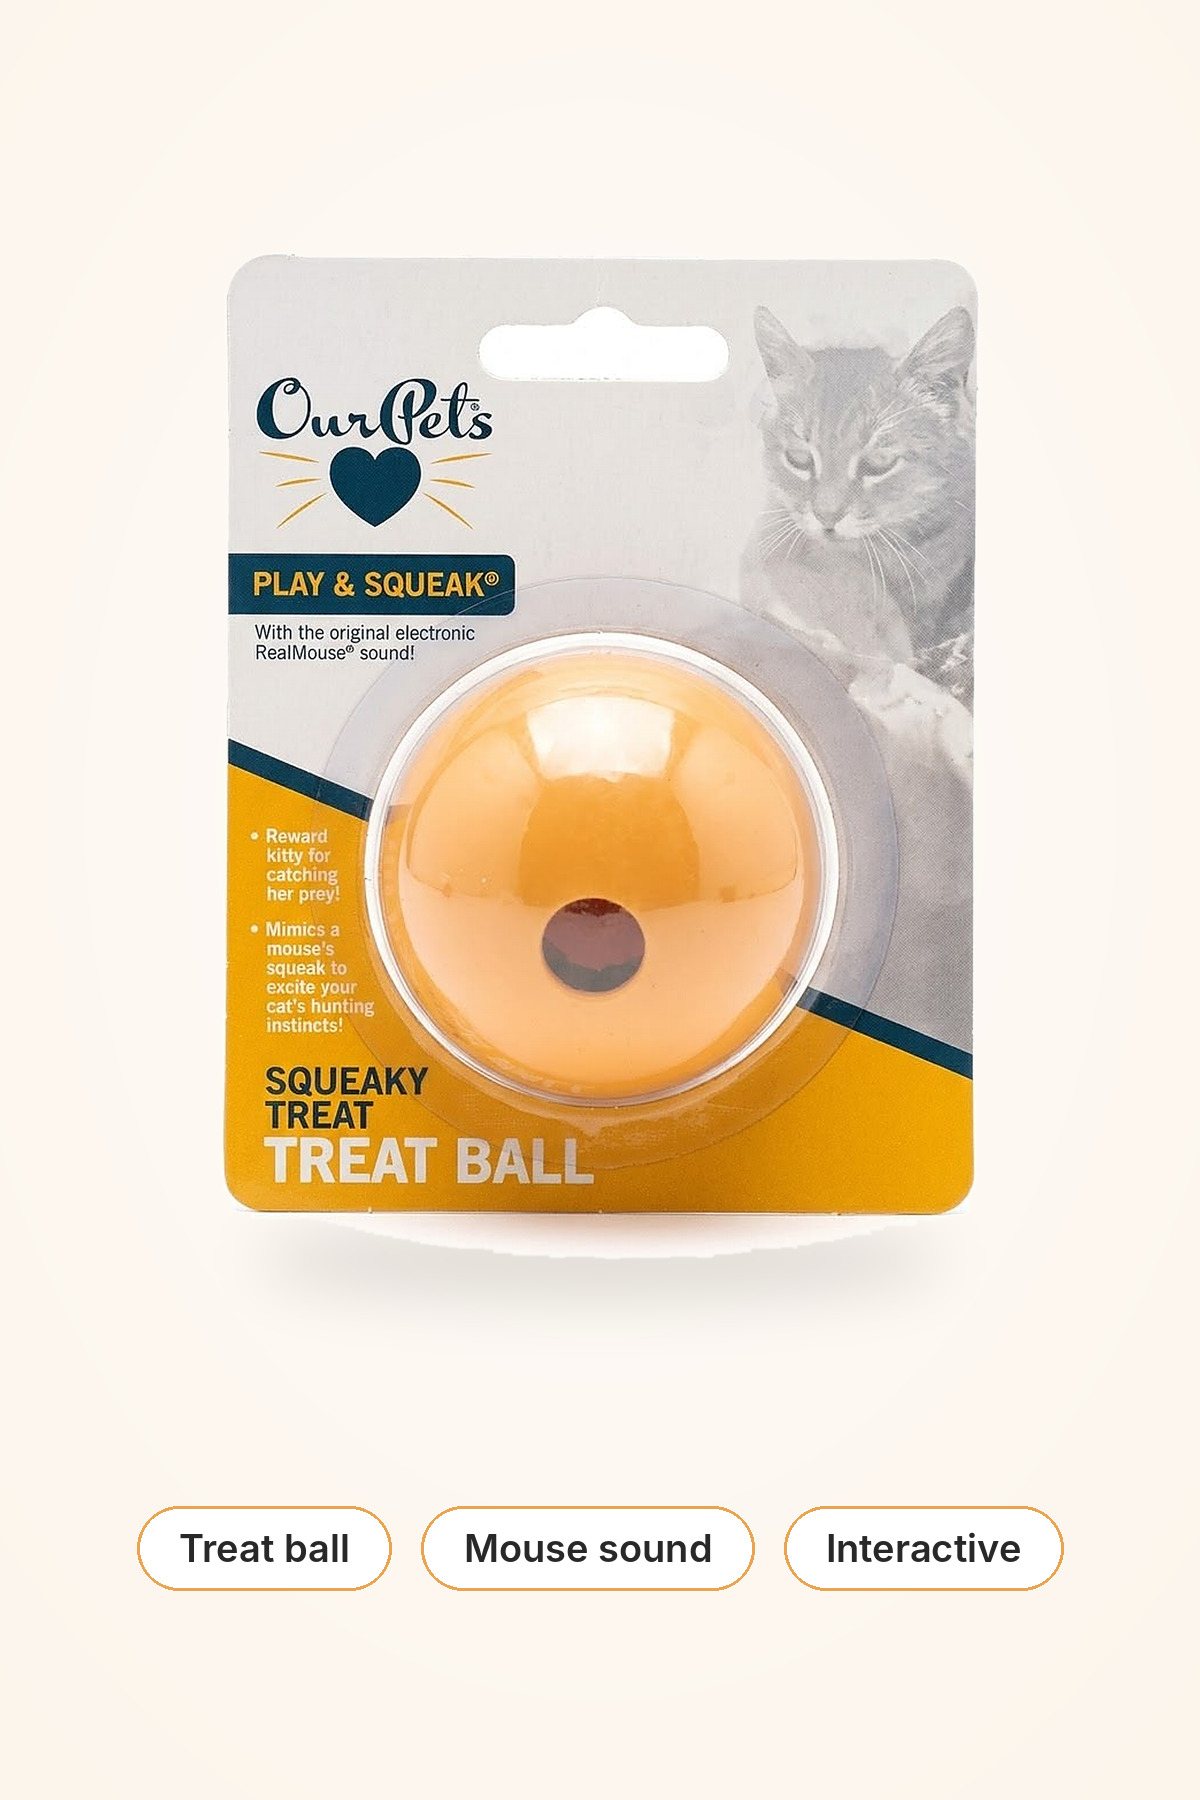 OurPet's®
PLAY & SQUEAK®
With the original electronic
RealMouse® sound!
• Reward
kitty for
catching
her prey!
• Mimics a
mouse's
squeak to
excite your
cat's hunting
instincts!
SQUEAKY
TREAT
TREAT BALL
Treat ball
Mouse sound
Interactive